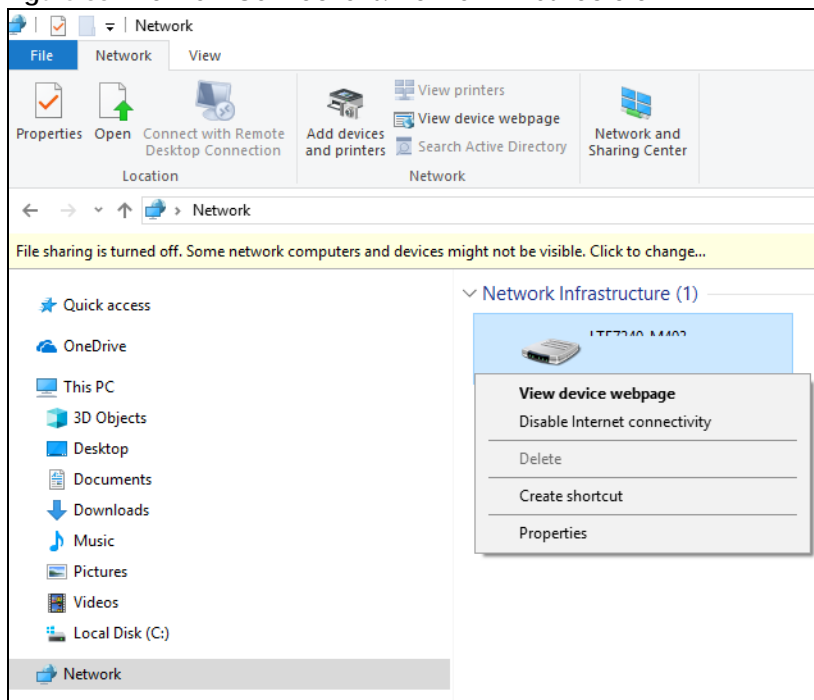 Network
File Network View
Properties Open Connect with Remote Desktop Connection
Location
Add devices and printers
View printers
View device webpage
Search Active Directory
Network
Network and Sharing Center
Network
File sharing is turned off. Some network computers and devices might not be visible. Click to change...
Quick access
OneDrive
This PC
3D Objects
Desktop
Documents
Downloads
Music
Pictures
Videos
Local Disk (C:)
Network
Network Infrastructure (1)
View device webpage
Disable Internet connectivity
Delete
Create shortcut
Properties